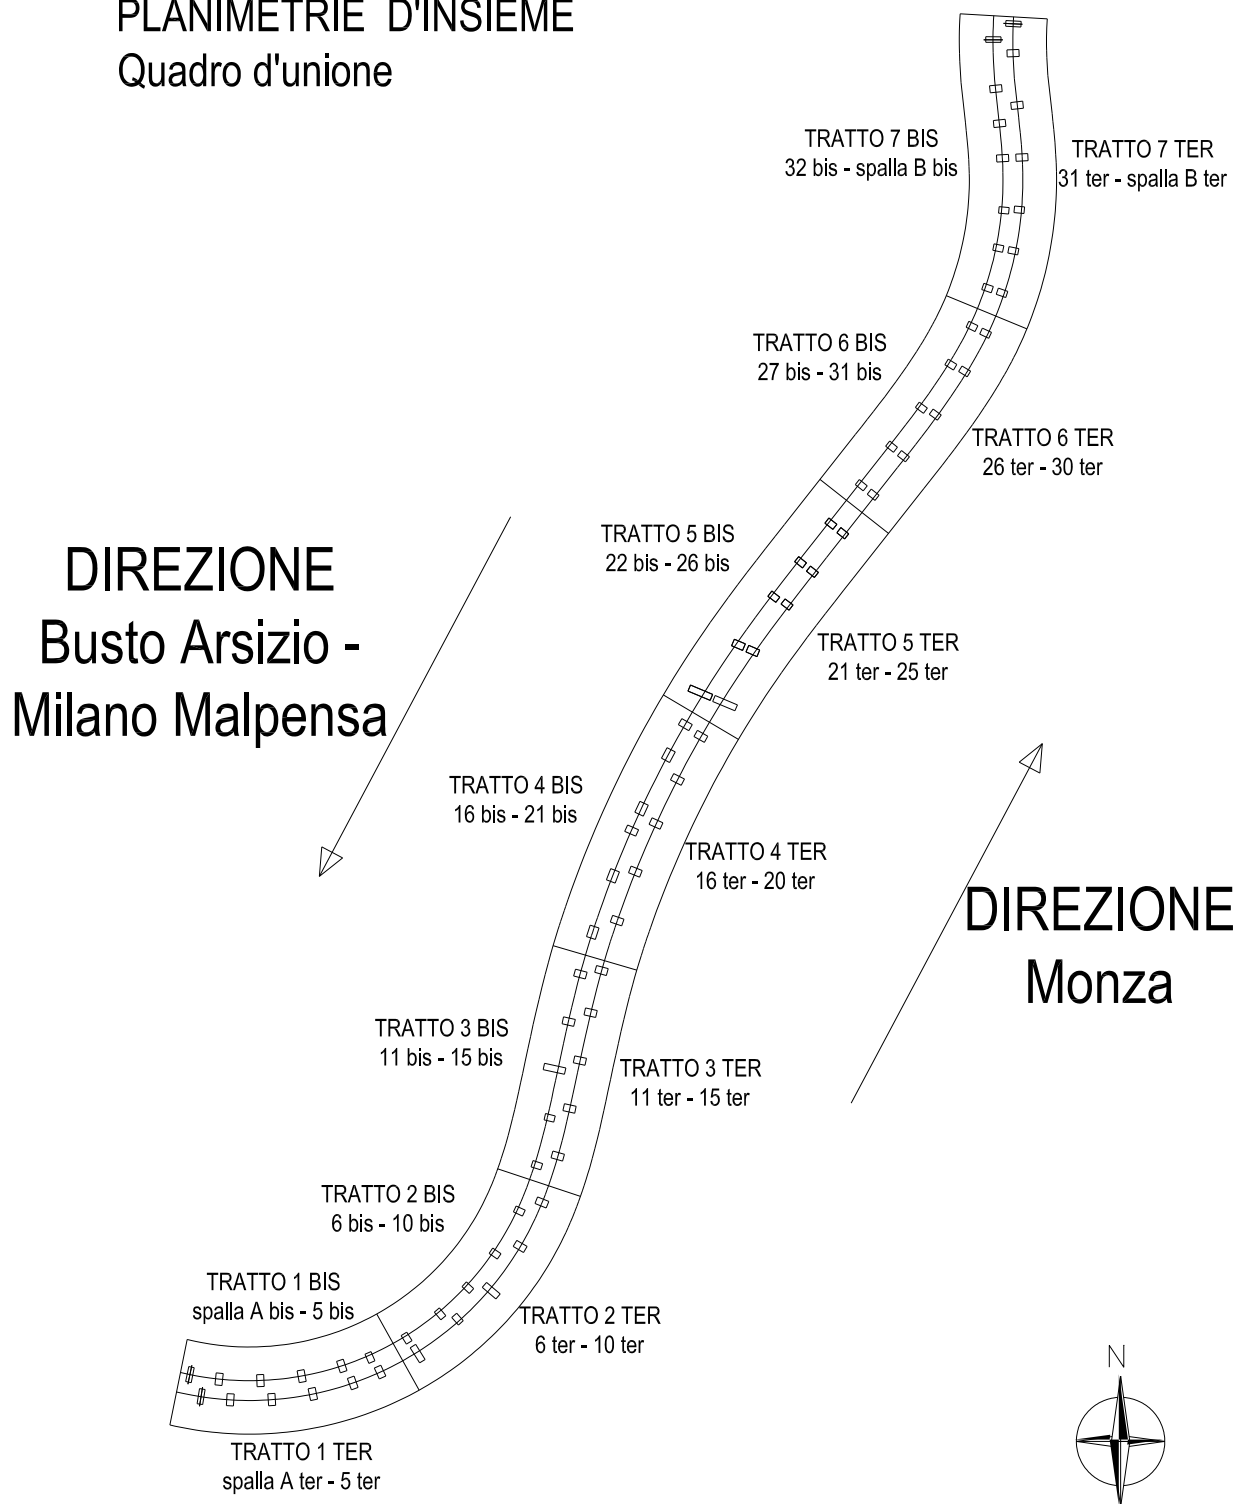 PLANIMETRIE D'INSIEME
Quadro d'unione
TRATTO 7 BIS
32 bis - spalla B bis
TRATTO 7 TER
31 ter - spalla B ter
TRATTO 6 BIS
27 bis - 31 bis
TRATTO 6 TER
26 ter - 30 ter
TRATTO 5 BIS
22 bis - 26 bis
DIREZIONE
Busto Arsizio -
Milano Malpensa
TRATTO 5 TER
21 ter - 25 ter
TRATTO 4 BIS
16 bis - 21 bis
TRATTO 4 TER
16 ter - 20 ter
DIREZIONE
Monza
TRATTO 3 BIS
11 bis - 15 bis
TRATTO 3 TER
11 ter - 15 ter
TRATTO 2 BIS
6 bis - 10 bis
TRATTO 1 BIS
spalla A bis - 5 bis
TRATTO 2 TER
6 ter - 10 ter
N
TRATTO 1 TER
spalla A ter - 5 ter